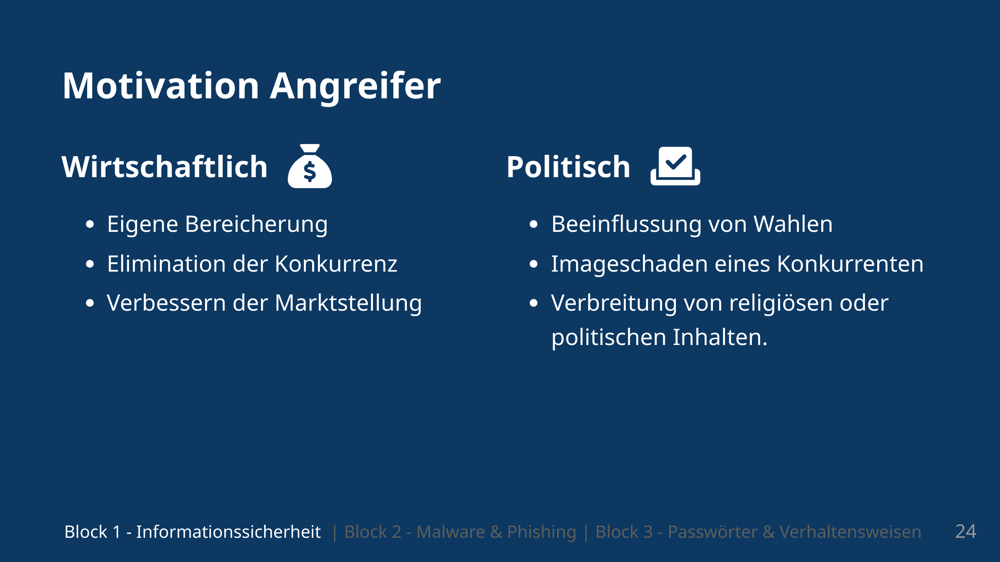 Motivation Angreifer
Wirtschaftlich
Eigene Bereicherung
Elimination der Konkurrenz
Verbessern der Marktstellung
Politisch
Beeinflussung von Wahlen
Imageschaden eines Konkurrenten
Verbreitung von religiösen oder
politischen Inhalten.
Block 1 - Informationssicherheit | Block 2 - Malware & Phishing | Block 3 - Passwörter & Verhaltensweisen
24